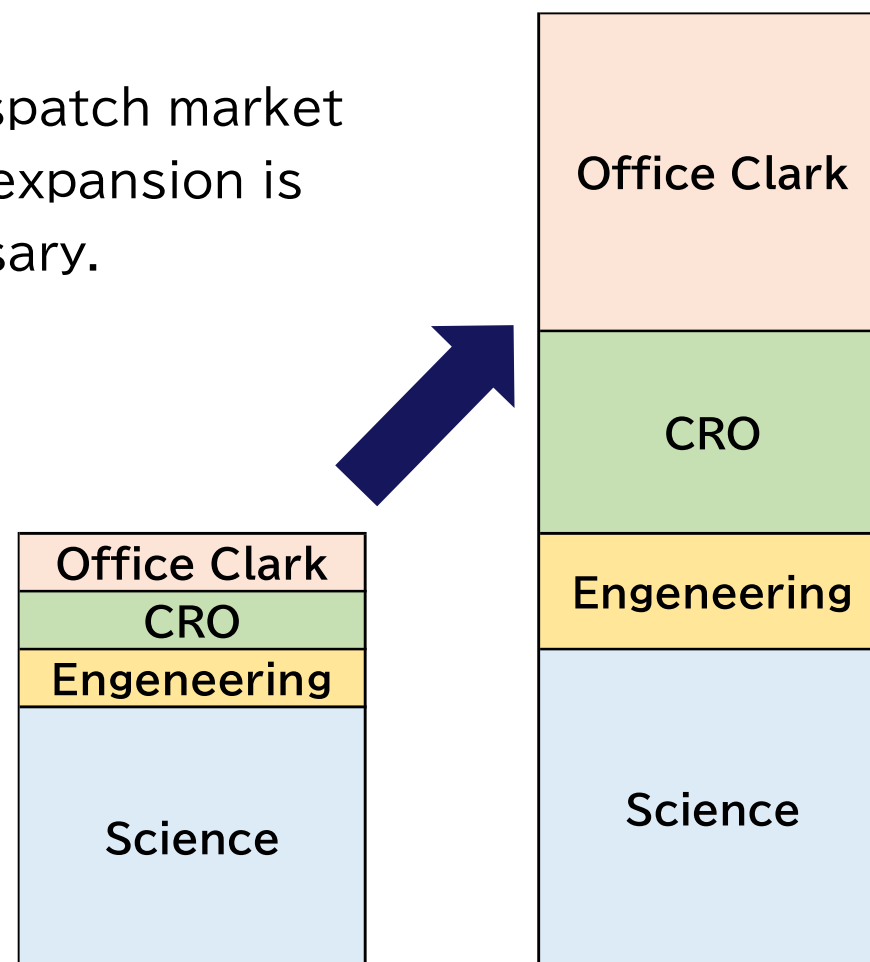 spatch market
expansion is
sary.
Office Clark
CRO
Engeneering
Science
Office Clark
CRO
Engeneering
Science